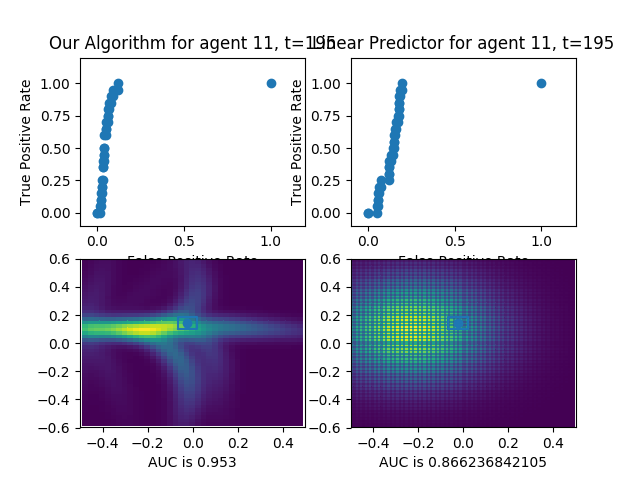 Our Algorithm for agent 11, t=195
Linear Predictor for agent 11, t=195
True Positive Rate
1.00
0.75
0.50
0.25
0.00
0.0 0.5 1.0
False Positive Rate
True Positive Rate
1.00
0.75
0.50
0.25
0.00
0.0 0.5 1.0
False Positive Rate
0.6
0.4
0.2
0.0
−0.2
−0.4
−0.6
−0.4 −0.2 0.0 0.2 0.4
AUC is 0.953
0.6
0.4
0.2
0.0
−0.2
−0.4
−0.6
−0.4 −0.2 0.0 0.2 0.4
AUC is 0.866236842105